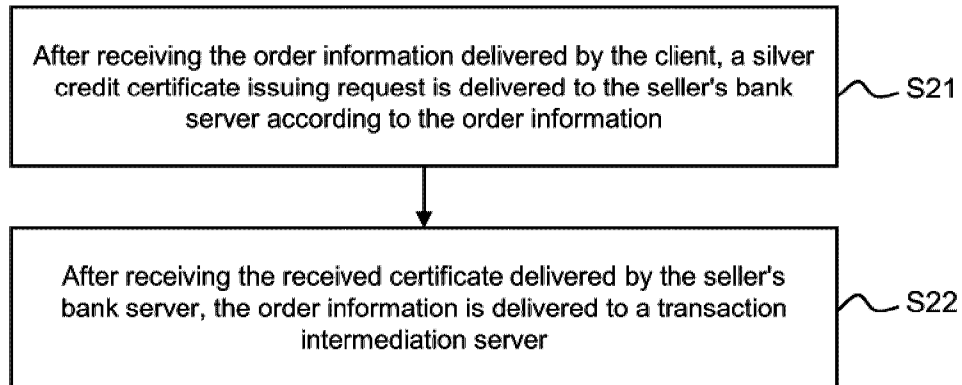 After receiving the order information delivered by the client, a silver
credit certificate issuing request is delivered to the seller's bank
server according to the order information
S21
After receiving the received certificate delivered by the seller's
bank server, the order information is delivered to a transaction
intermediation server
S22